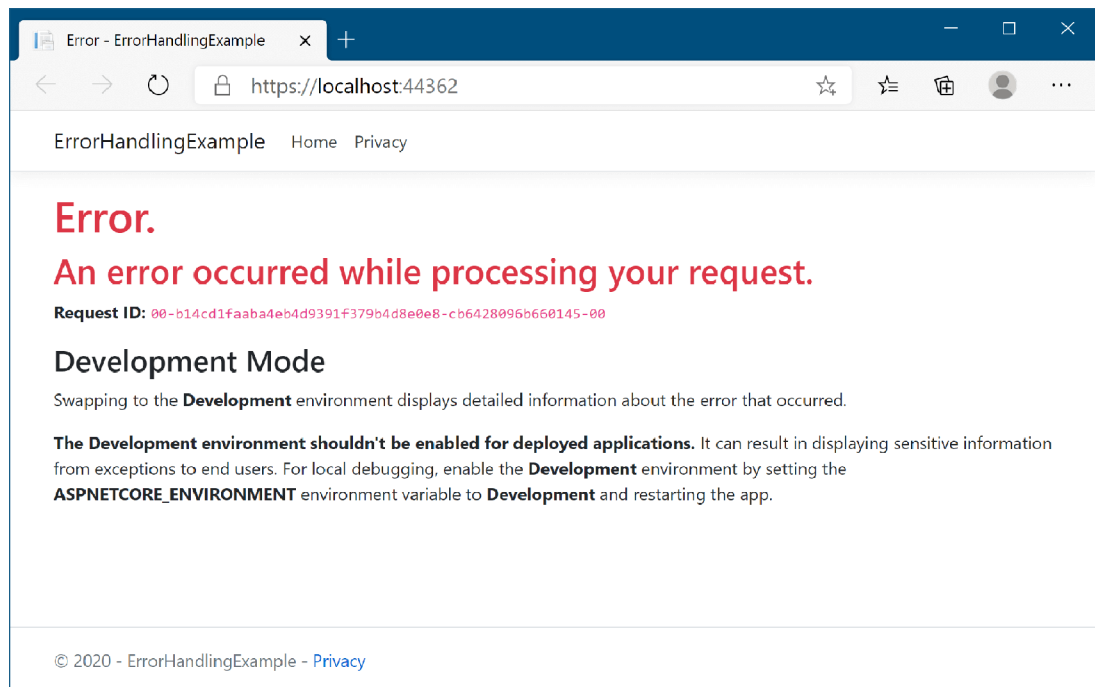 Error - ErrorHandlingExample
https://localhost:44362
ErrorHandlingExample Home Privacy
Error.
An error occurred while processing your request.
Request ID: 00-b14cd1faaba4eb4d9391f379b4d8e0e8-cb6428096b660145-00
Development Mode
Swapping to the Development environment displays detailed information about the error that occurred.
The Development environment shouldn't be enabled for deployed applications. It can result in displaying sensitive information
from exceptions to end users. For local debugging, enable the Development environment by setting the
ASPNETCORE_ENVIRONMENT environment variable to Development and restarting the app.
© 2020 - ErrorHandlingExample - Privacy